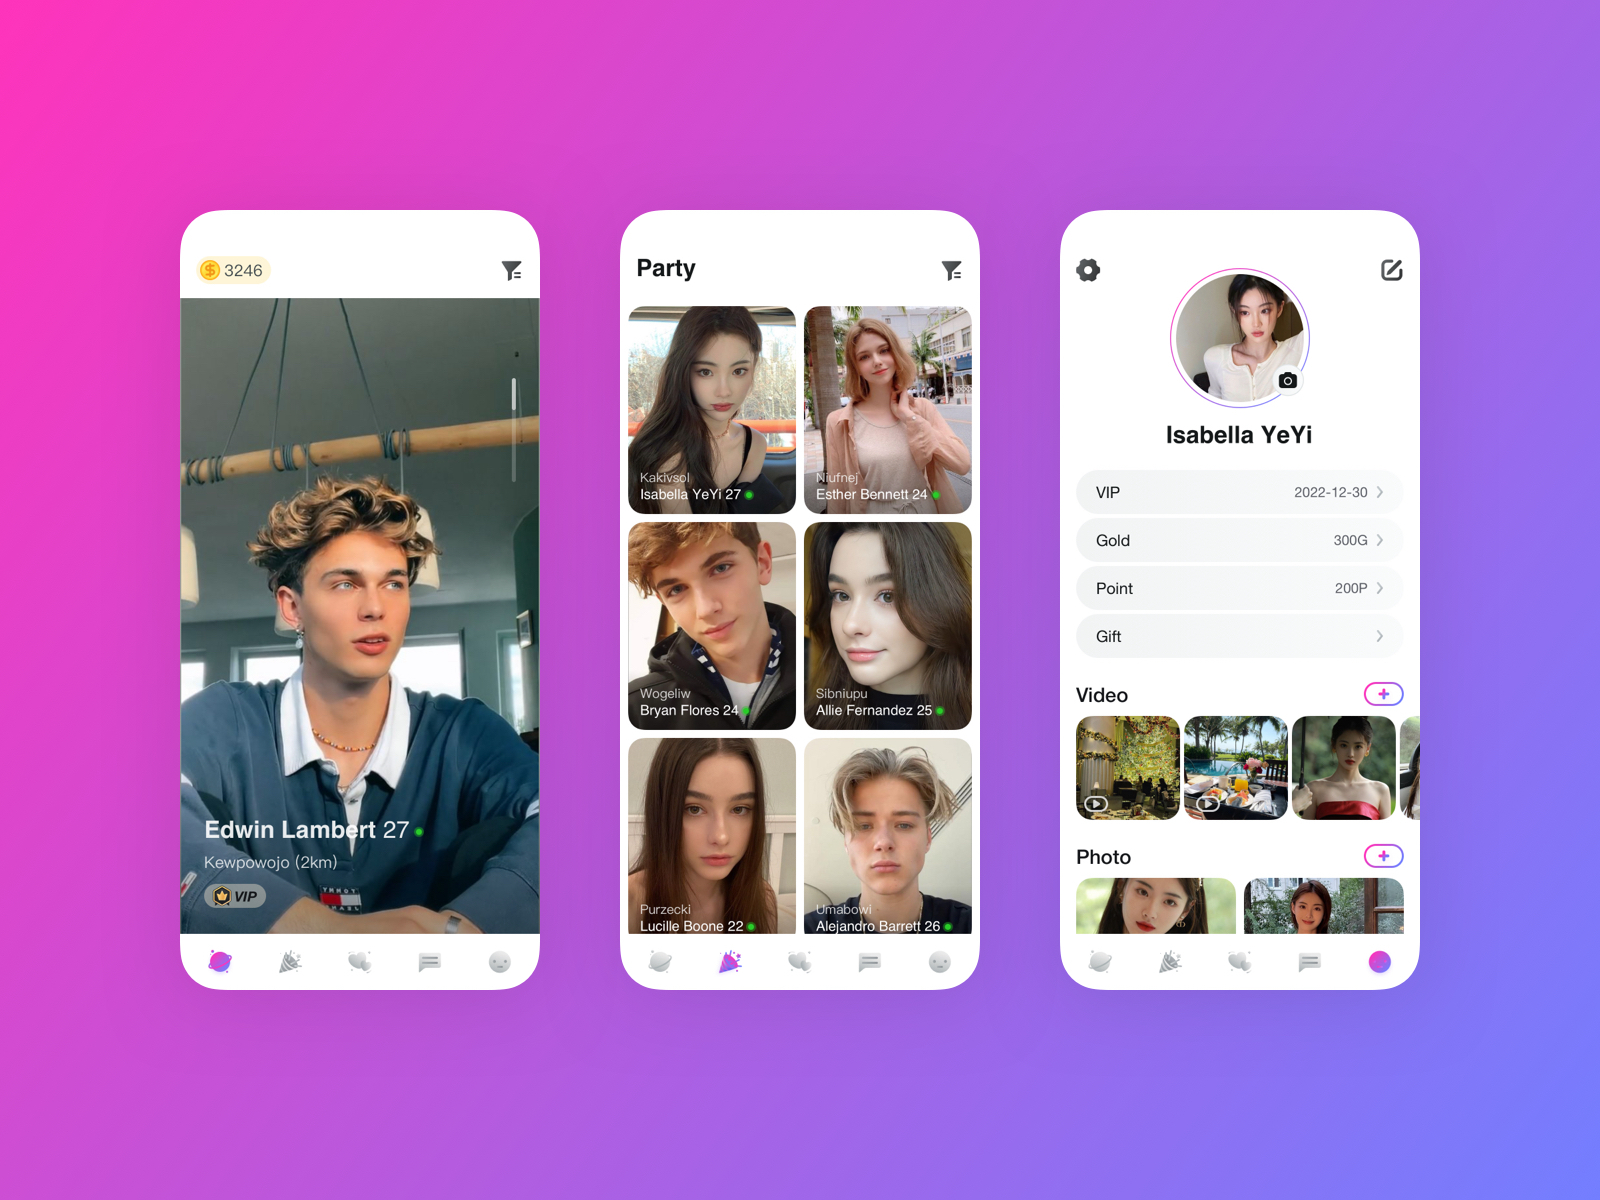 3246
Edwin Lambert 27
Kewpowojo (2km)
VIP
Party
Kakivsol
Isabella YeYi 27
Niufnej
Esther Bennett 24
Wogeliw
Bryan Flores 24
Sibniupu
Allie Fernandez 25
Purzecki
Lucille Boone 22
Umabowi
Alejandro Barrett 26
Isabella YeYi
VIP 2022-12-30
Gold 300G
Point 200P
Gift
Video
Photo